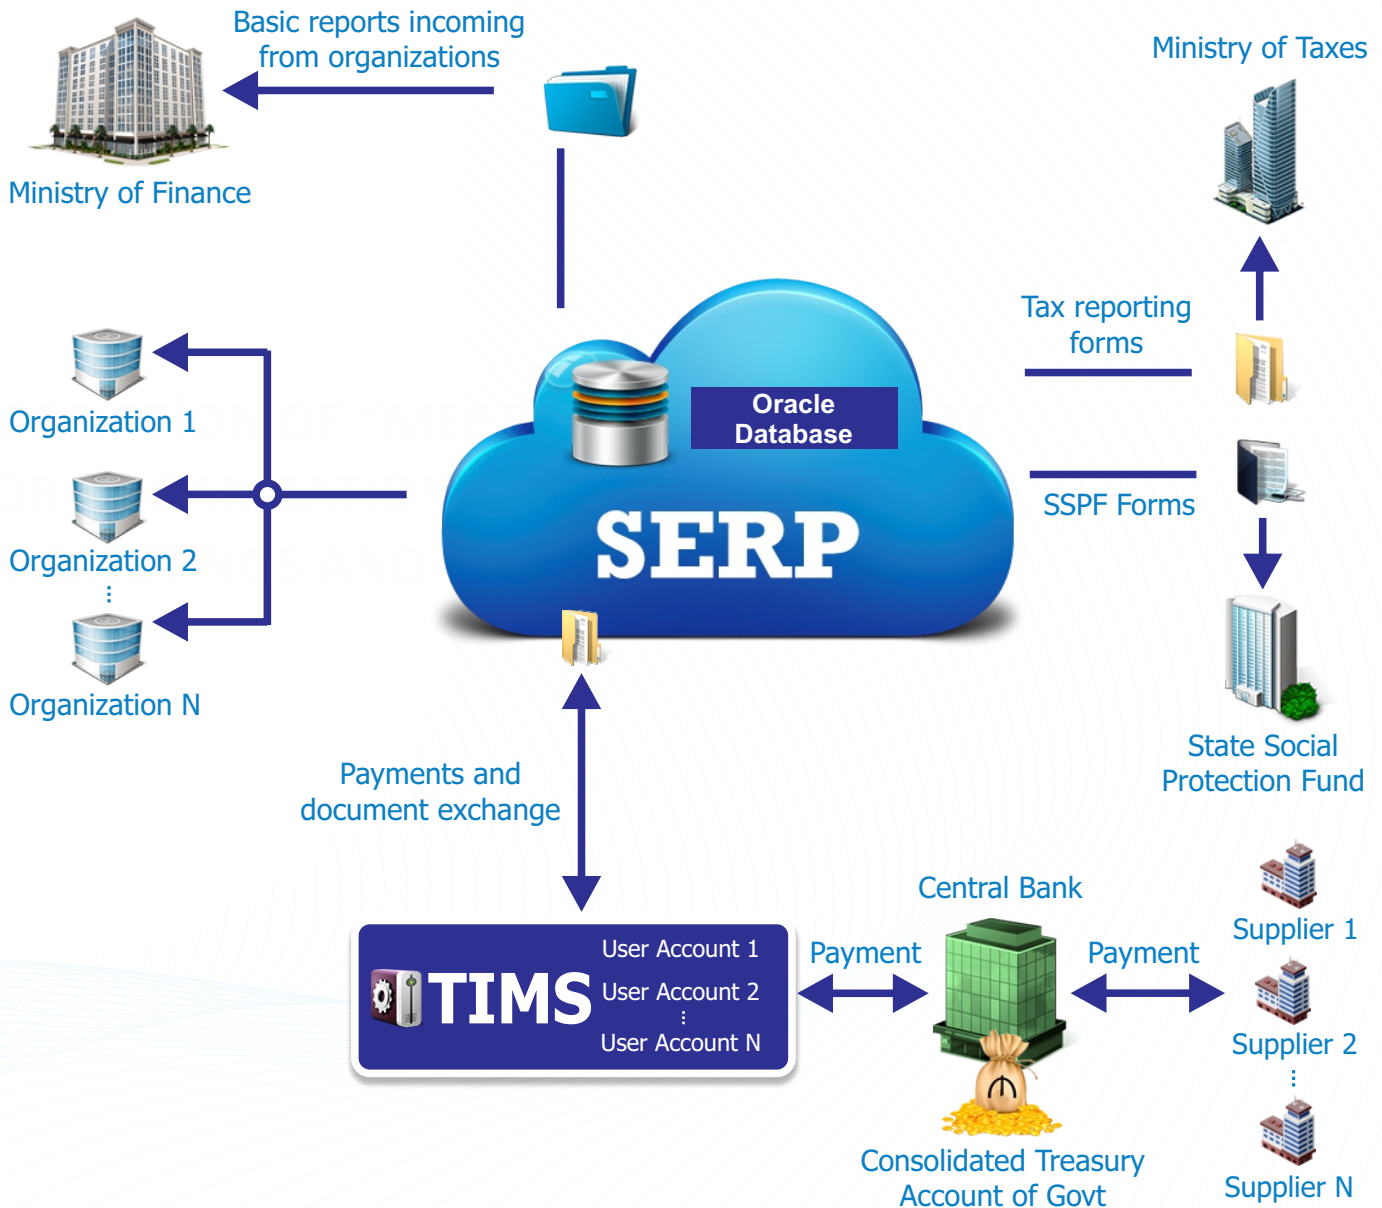 Basic reports incoming
from organizations
Ministry of Finance
Ministry of Taxes
Tax reporting
forms
Organization 1
Organization 2
Organization N
Oracle
Database
SERP
SSPF Forms
State Social
Protection Fund
Payments and
document exchange
TIMS
User Account 1
User Account 2
User Account N
Payment
Central Bank
Payment
Consolidated Treasury
Account of Govt
Supplier 1
Supplier 2
Supplier N